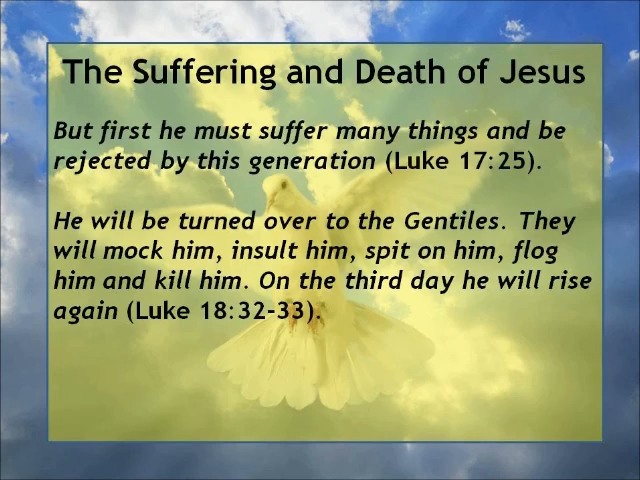 The Suffering and Death of Jesus
But first he must suffer many things and be
rejected by this generation (Luke 17:25).
He will be turned over to the Gentiles. They
will mock him, insult him, spit on him, flog
him and kill him. On the third day he will rise
again (Luke 18:32-33).